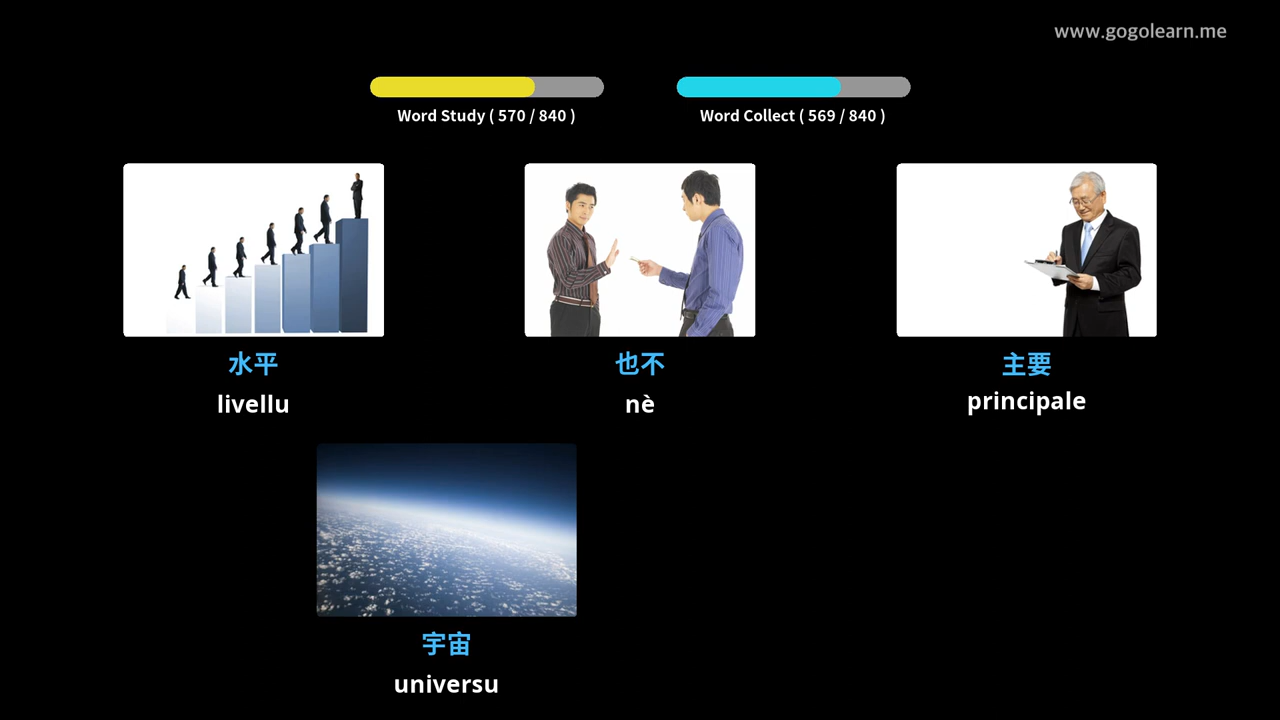 www.gogolearn.me
Word Study ( 570 / 840 )
Word Collect ( 569 / 840 )
水平
livellu
也不
nè
主要
principale
宇宙
universu